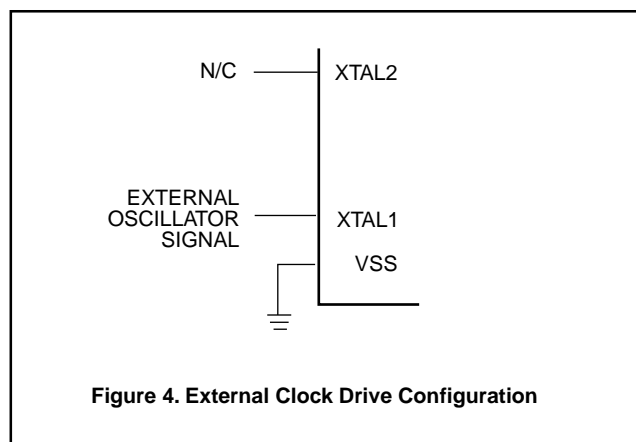 N/C
XTAL2
EXTERNAL
OSCILLATOR
SIGNAL
XTAL1
VSS
Figure 4. External Clock Drive Configuration